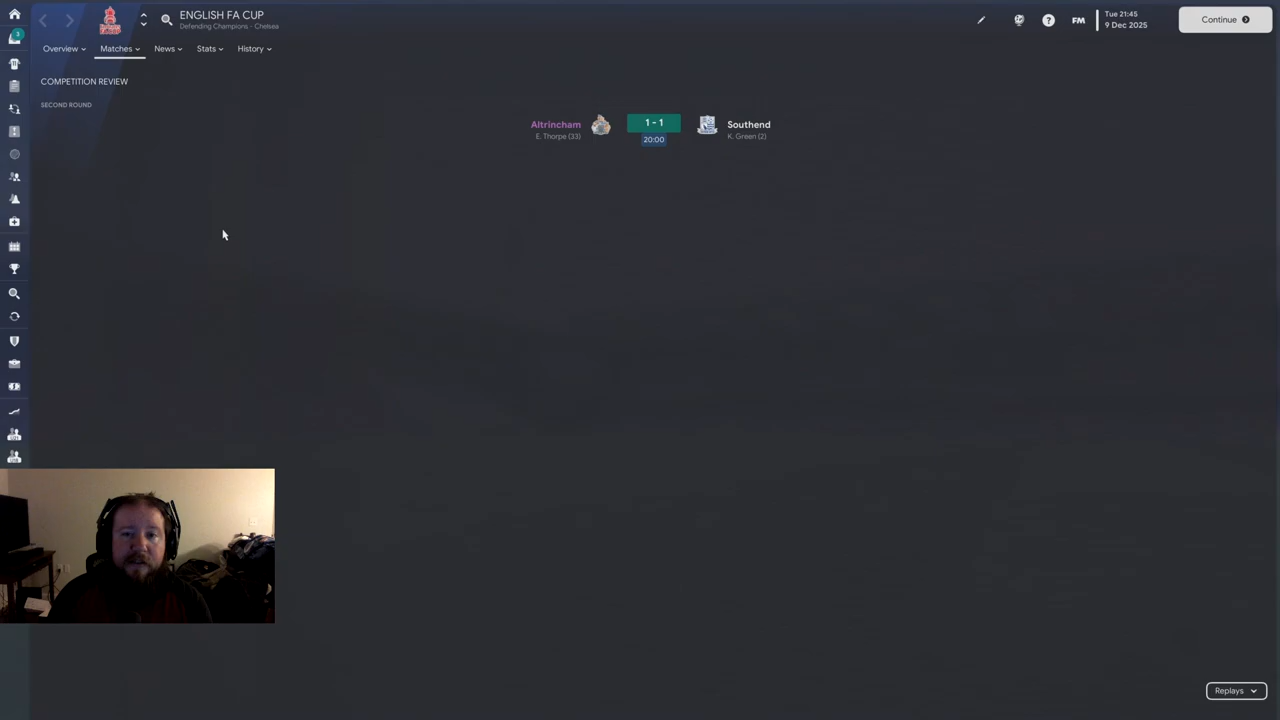 ENGLISH FA CUP
Defending Champions - Chelsea
FM
Tue 21:45
9 Dec 2025
Continue
3
Overview
Matches
News
Stats
History
COMPETITION REVIEW
SECOND ROUND
Altrincham
E. Thorpe (33)
1 - 1
20:00
Southend
K. Green (2)
Replays